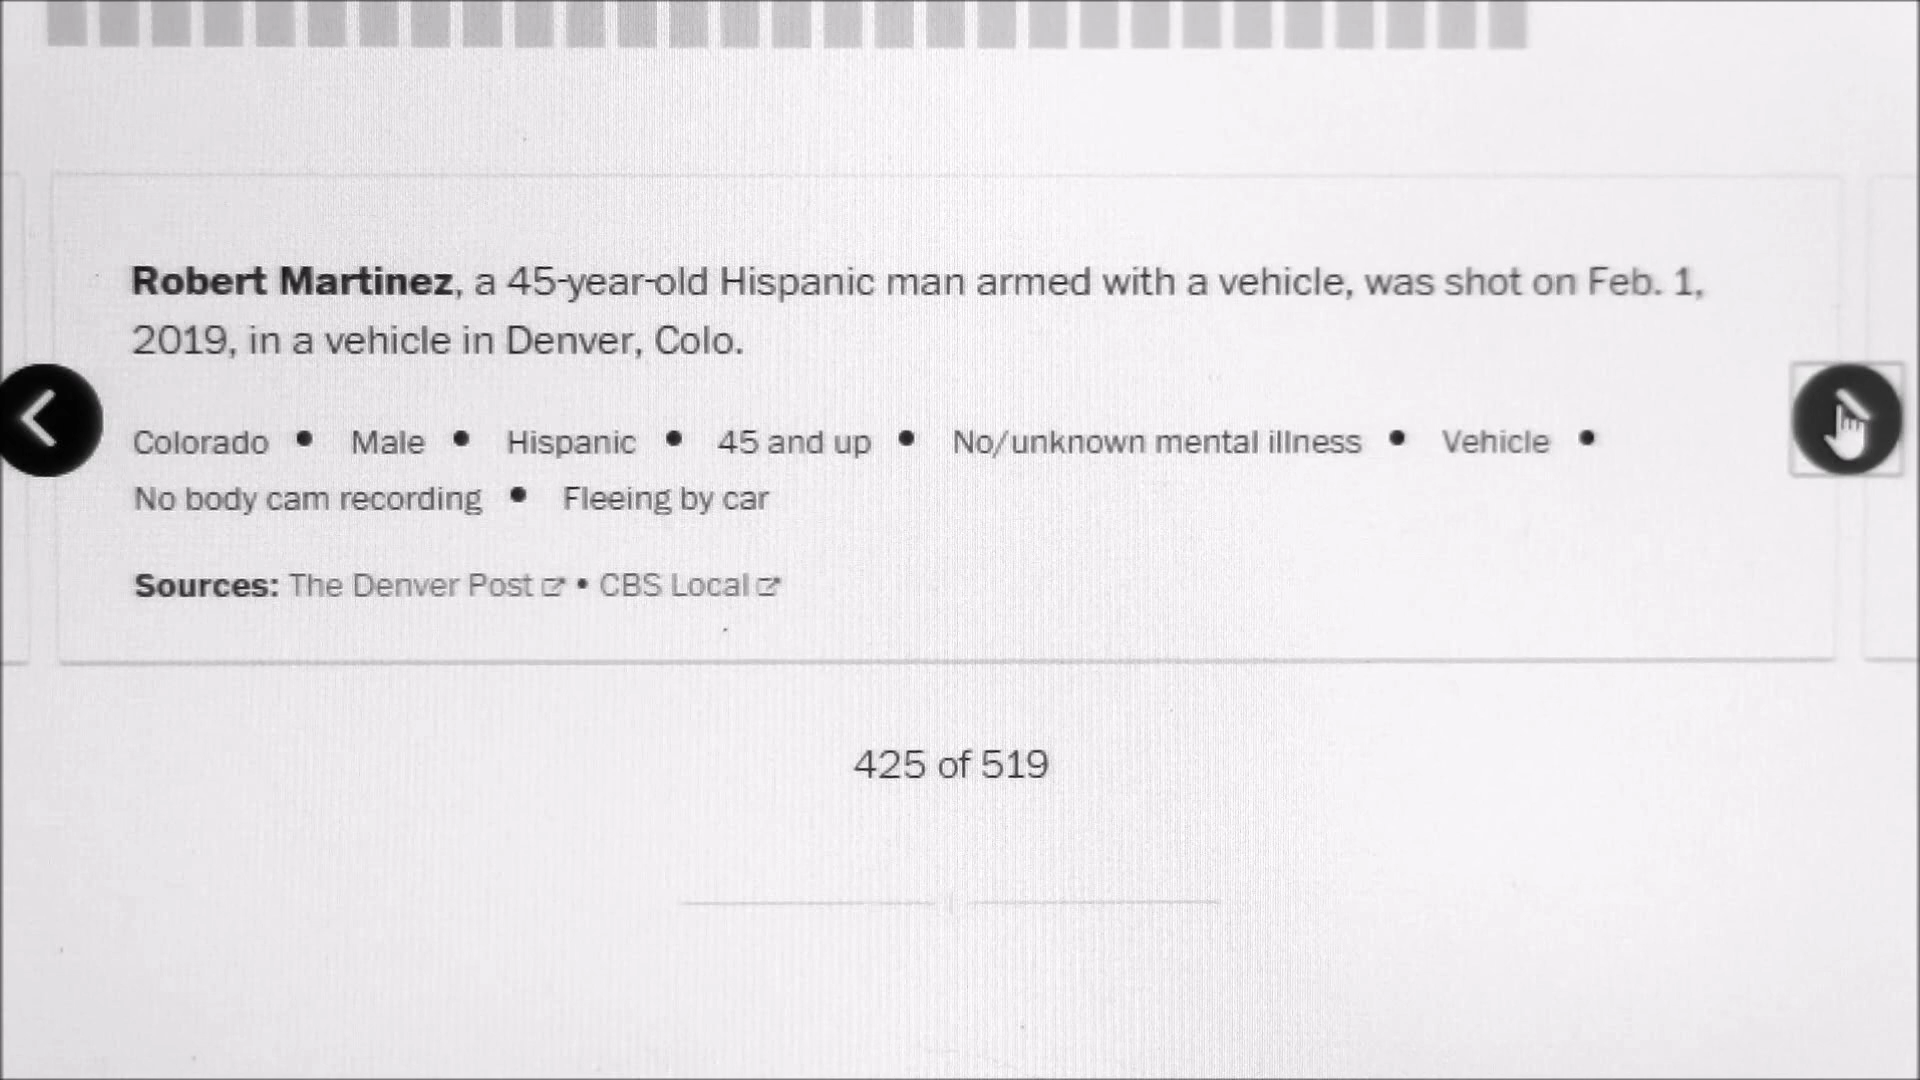 Robert Martinez, a 45-year-old Hispanic man armed with a vehicle, was shot on Feb. 1,
2019, in a vehicle in Denver, Colo.
Colorado • Male • Hispanic • 45 and up • No/unknown mental illness • Vehicle •
No body cam recording • Fleeing by car
Sources: The Denver Post • CBS Local
425 of 519